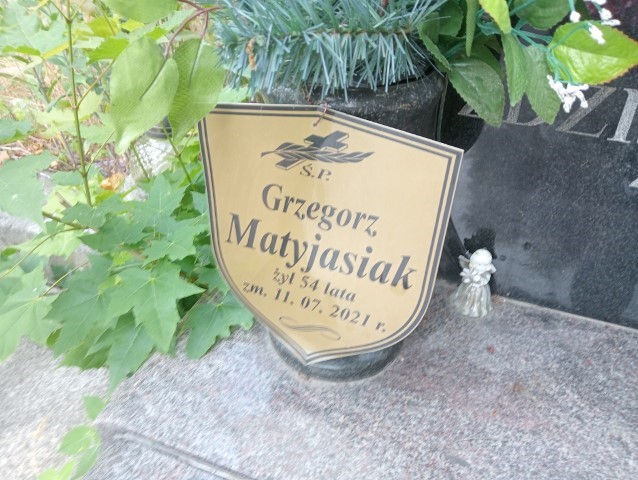 Ś.P.
Grzegorz
Matyjasiak
żył 54 lata
zm. 11. 07. 2021 r.